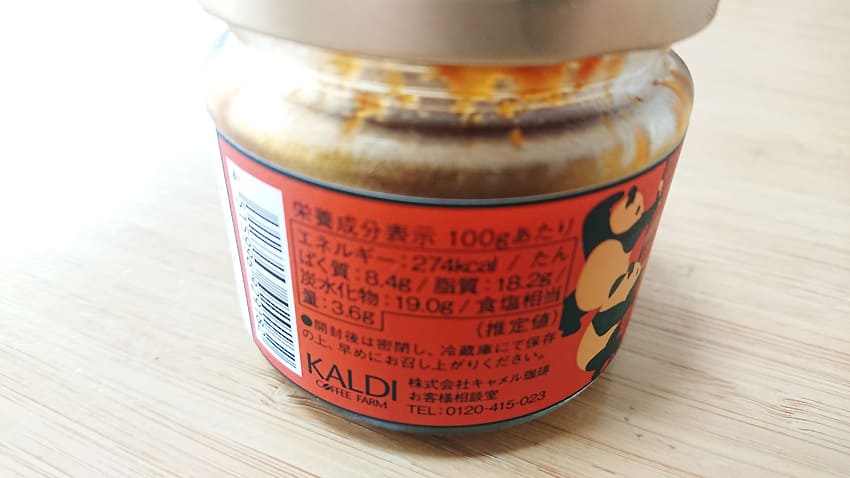 栄養成分表示 100gあたり
エネルギー:274kcal / たん
ぱく質:8.4g / 脂質:18.2g /
炭水化物:19.0g / 食塩相当
量:3.6g
(推定値)
●開封後は密閉し、冷蔵庫にて保存
の上、早めにお召し上がりください。
KALDI
COFFEE FARM
株式会社キャメル珈琲
お客様相談室
TEL:0120-415-023